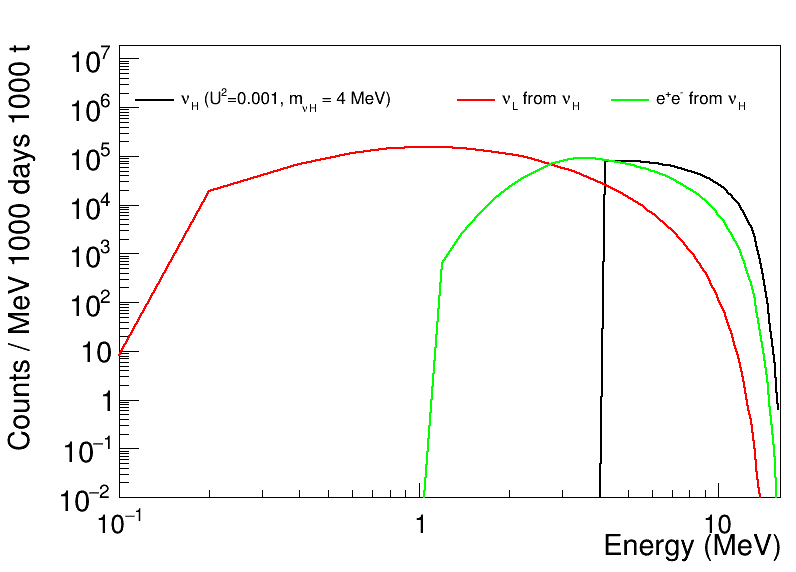 Counts / MeV 1000 days 1000 t
10⁷
10⁶
10⁵
10⁴
10³
10²
10
1
10⁻¹
10⁻²
ν_H (U²=0.001, m_νH = 4 MeV)
ν_L from ν_H
e⁺e⁻ from ν_H
10⁻¹ 1 10
Energy (MeV)